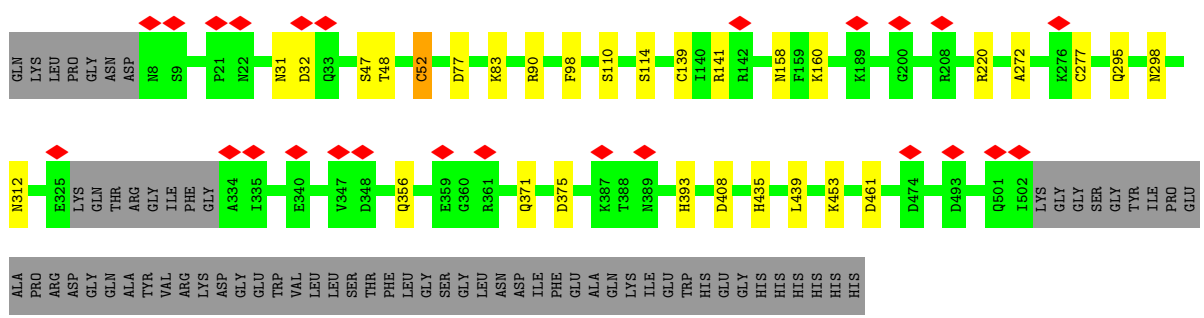 GLN LYS LEU PRO GLY ASN ASP N8 S9 P21 N22 N31 D32 Q33 S47 T48 C52 D77 K83 R90 F98 S110 S114 C139 I140 R141 R142 N158 F159 K160 K189 G200 R208 R220 A272 K276 C277 Q295 N298
N312 E325 LYS GLN THR ARG GLY ILE PHE GLY A334 I335 E340 V347 D348 Q356 E359 G360 R361 Q371 D375 K387 T388 N389 H393 D408 H435 L439 K453 D461 D474 D493 Q501 I502 LYS GLY GLY SER GLY TYR ILE PRO GLU
ALA PRO ARG ASP GLY GLN ALA TYR VAL ARG LYS ASP GLY GLU TRP VAL LEU LEU SER THR PHE LEU GLY SER GLY LEU ASN ASP ILE PHE GLU ALA GLN LYS ILE GLU TRP HIS GLU GLY HIS HIS HIS HIS HIS HIS